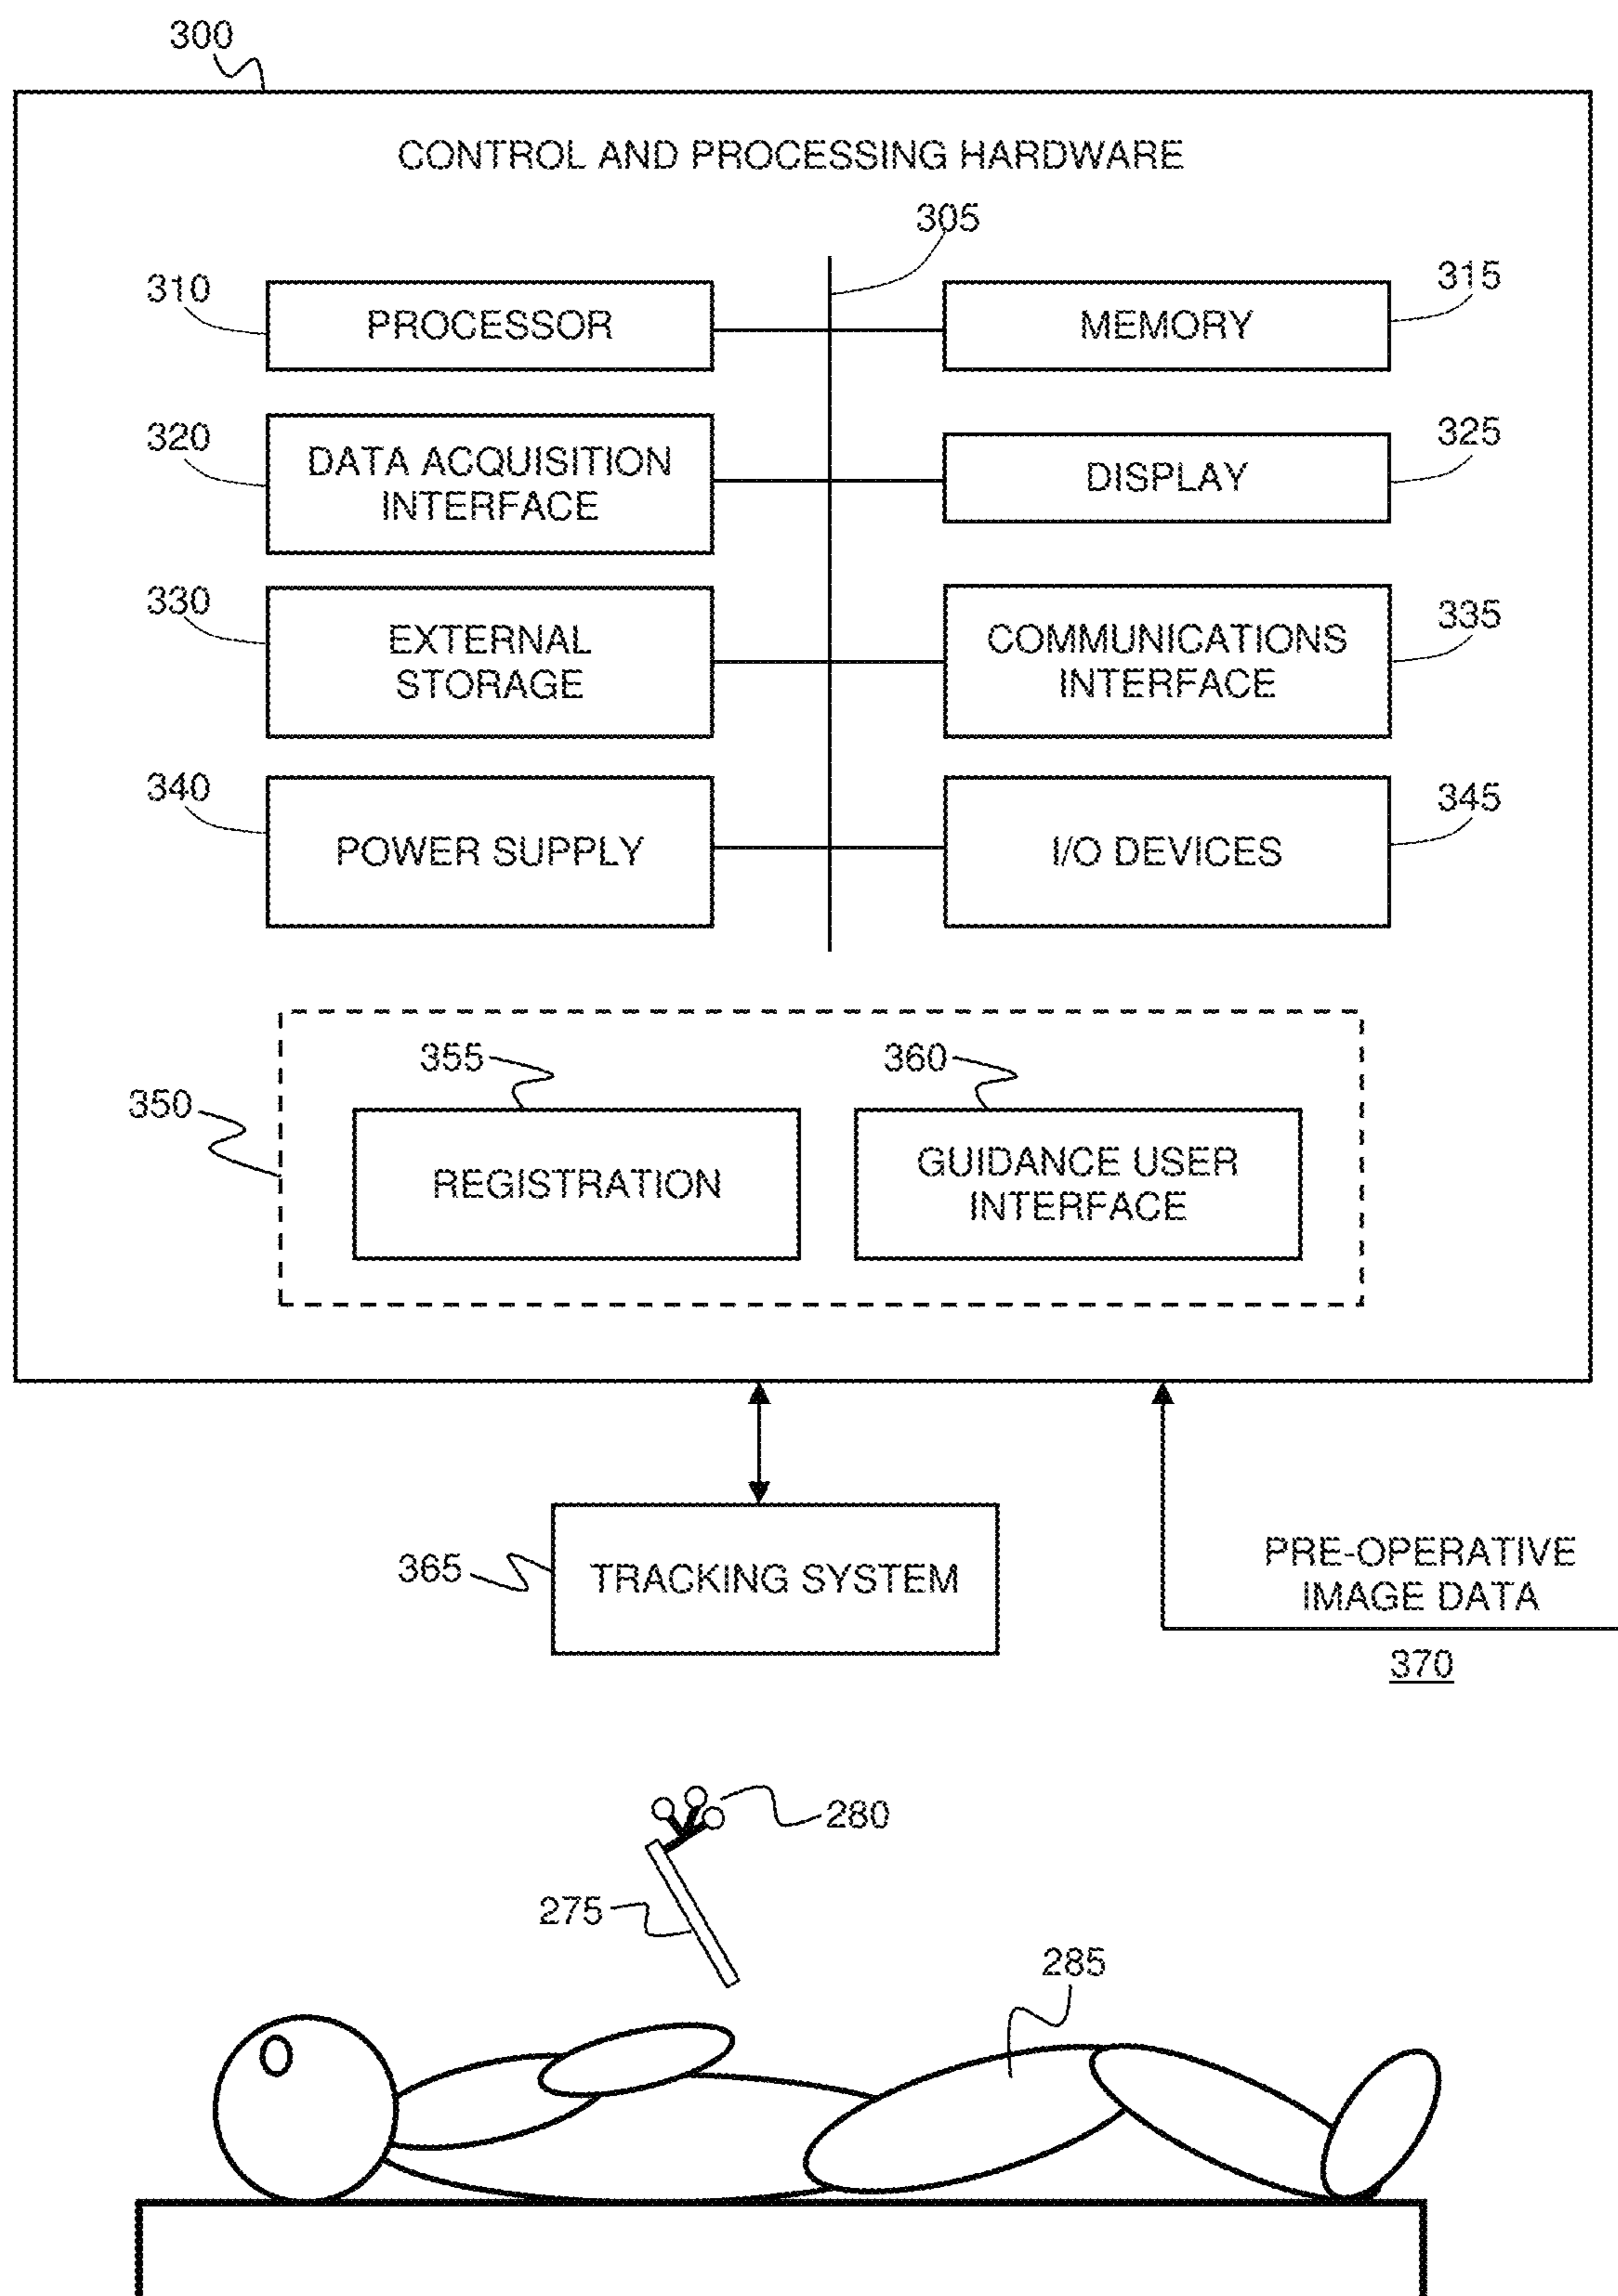 300
CONTROL AND PROCESSING HARDWARE
305
310
PROCESSOR
MEMORY
315
320
DATA ACQUISITION
INTERFACE
DISPLAY
325
330
EXTERNAL
STORAGE
COMMUNICATIONS
INTERFACE
335
340
POWER SUPPLY
I/O DEVICES
345
350
355
REGISTRATION
360
GUIDANCE USER
INTERFACE
365
TRACKING SYSTEM
PRE-OPERATIVE
IMAGE DATA
370
280
275
285